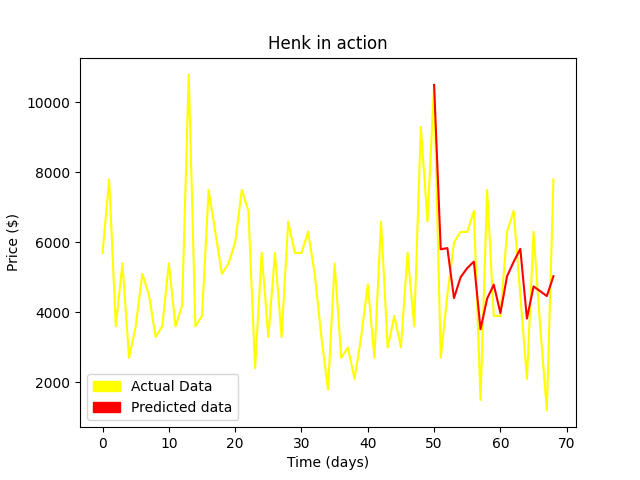 Henk in action
Price ($)
10000
8000
6000
4000
2000
Actual Data
Predicted data
0 10 20 30 40 50 60 70
Time (days)